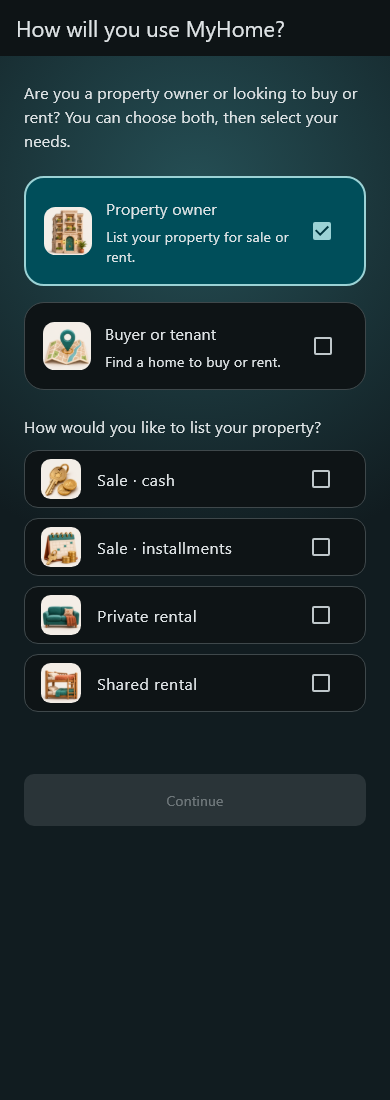 How will you use MyHome?
Are you a property owner or looking to buy or
rent? You can choose both, then select your
needs.
Property owner
List your property for sale or
rent.
Buyer or tenant
Find a home to buy or rent.
How would you like to list your property?
Sale · cash
Sale · installments
Private rental
Shared rental
Continue